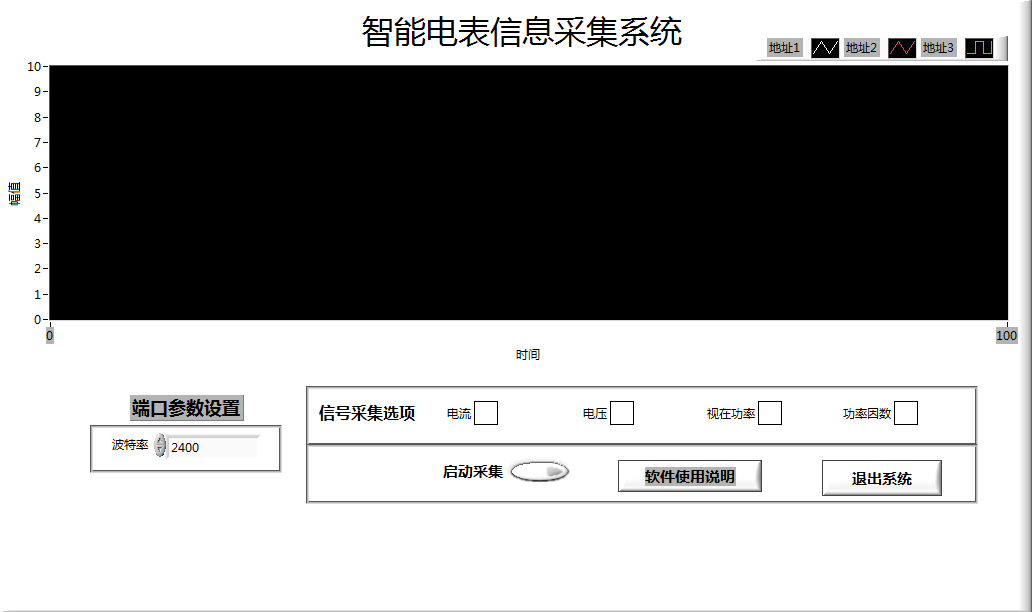 智能电表信息采集系统
地址1 地址2 地址3
10
9
8
7
6
5
4
3
2
1
0
幅值
0 100
时间
端口参数设置
波特率 2400
信号采集选项 电流 电压 视在功率 功率因数
启动采集 软件使用说明 退出系统